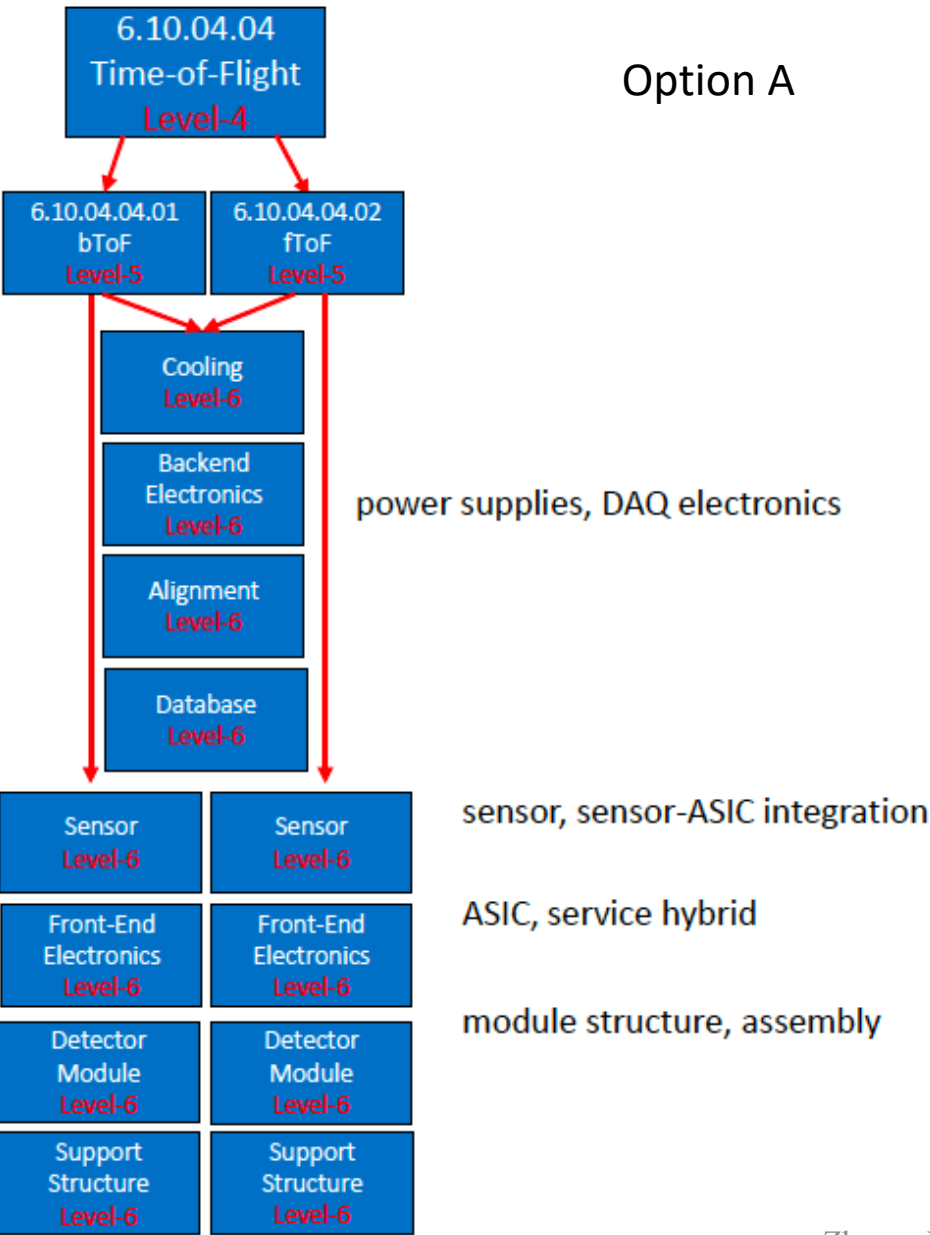 6.10.04.04
Time-of-Flight
Level-4
Option A
6.10.04.04.01
bToF
Level-5
6.10.04.04.02
fToF
Level-5
Cooling
Level-6
Backend
Electronics
Level-6
power supplies, DAQ electronics
Alignment
Level-6
Database
Level-6
Sensor
Level-6
Sensor
Level-6
sensor, sensor-ASIC integration
Front-End
Electronics
Level-6
Front-End
Electronics
Level-6
ASIC, service hybrid
Detector
Module
Level-6
Detector
Module
Level-6
module structure, assembly
Support
Structure
Level-6
Support
Structure
Level-6